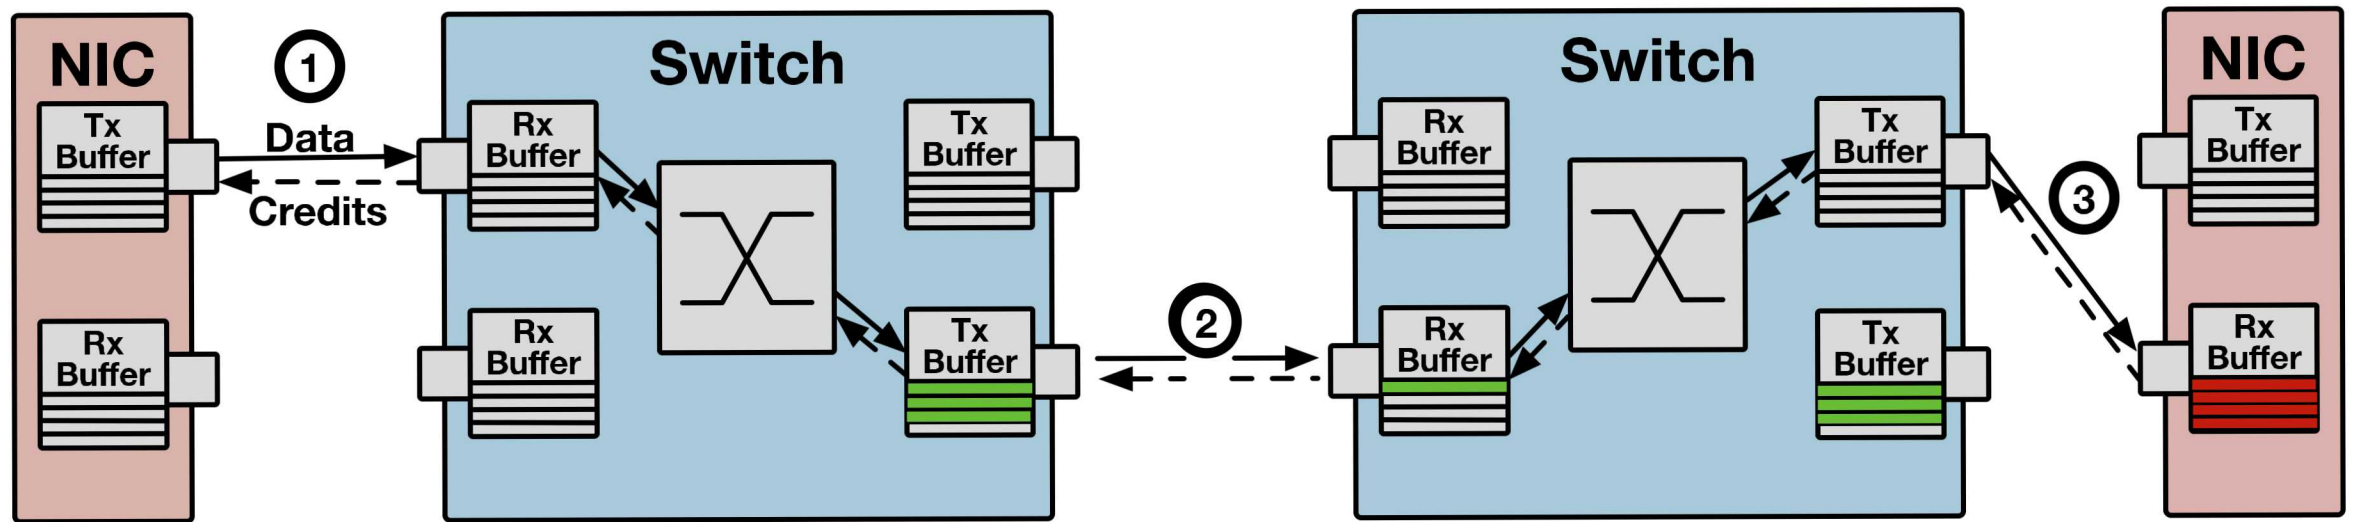 NIC
Tx
Buffer
Rx
Buffer
1
Data
Credits
Switch
Rx
Buffer
Tx
Buffer
Rx
Buffer
Tx
Buffer
2
Switch
Rx
Buffer
Tx
Buffer
Rx
Buffer
Tx
Buffer
3
NIC
Tx
Buffer
Rx
Buffer